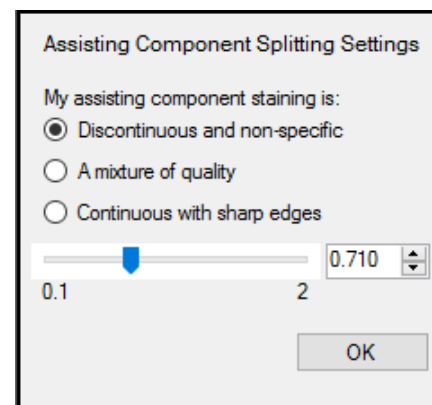 Assisting Component Splitting Settings
My assisting component staining is:
Discontinuous and non-specific
A mixture of quality
Continuous with sharp edges
0.710
0.1 2
OK